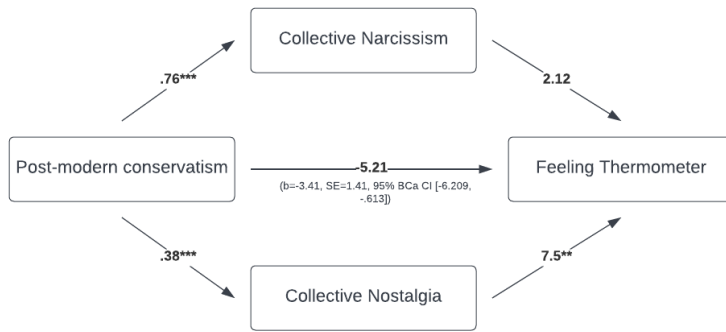 Collective Narcissism
.76***
2.12
Post-modern conservatism
-5.21
Feeling Thermometer
(b=-3.41, SE=1.41, 95% BCa CI [-6.209,
-.613])
.38***
7.5**
Collective Nostalgia